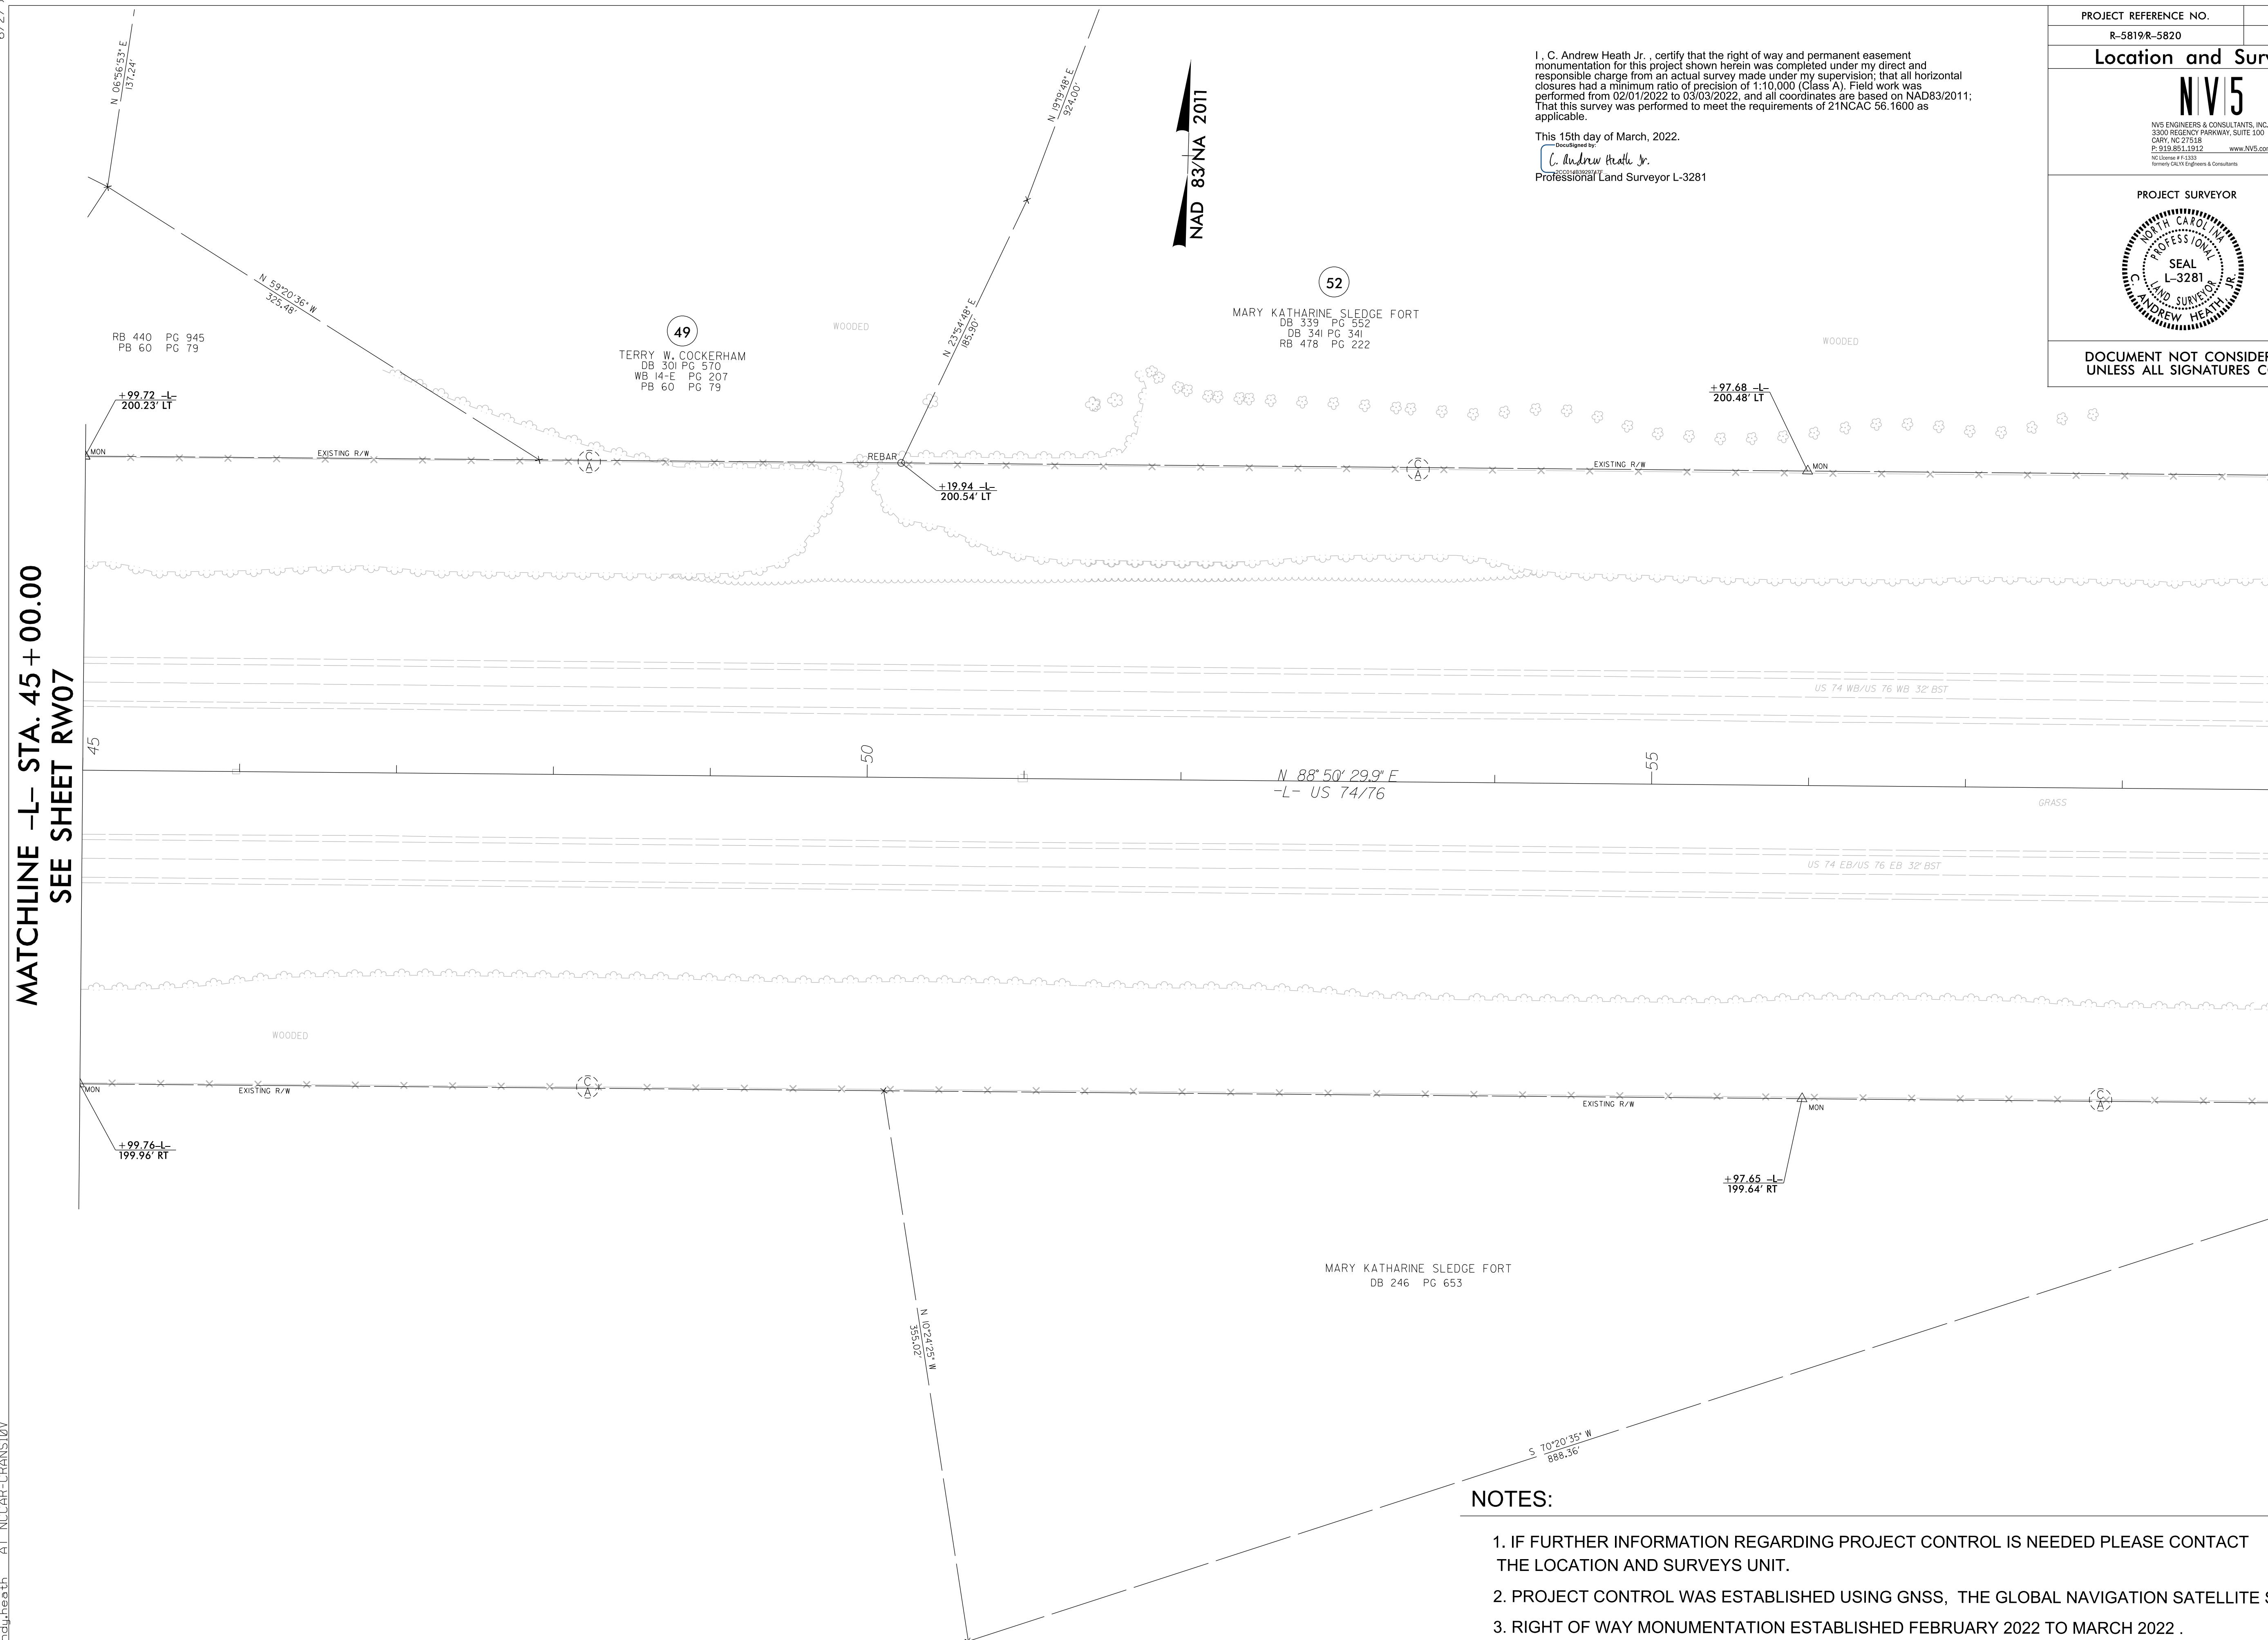 PROJECT REFERENCE NO.
R–5819/R–5820
Location and
NV5
NV5 ENGINEERS & CONSULTANTS, INC.
3300 REGENCY PARKWAY, SUITE 100
CARY, NC 27518
P: 919.851.1912 www.NV5.com
NC License # F-1333
formerly CALYX Engineers & Consultants
PROJECT SURVEYOR
NORTH CAROLINA
PROFESSIONAL
SEAL
L–3281
LAND SURVEYOR
C. ANDREW HEATH, JR.
DOCUMENT NOT
UNLESS ALL SIGNATURES
I , C. Andrew Heath Jr. , certify that the right of way and permanent easement
monumentation for this project shown herein was completed under my direct and
responsible charge from an actual survey made under my supervision; that all horizontal
closures had a minimum ratio of precision of 1:10,000 (Class A). Field work was
performed from 02/01/2022 to 03/03/2022, and all coordinates are based on NAD83/2011;
That this survey was performed to meet the requirements of 21NCAC 56.1600 as
applicable.
This 15th day of March, 2022.
DocuSigned by:
C. Andrew Heath Jr.
Professional Land Surveyor L-3281
NAD 83/NA 2011
N 06°56'53" E
137.24'
N 19°19'48" E
924.00'
N 59°20'36" W
325.48'
N 23°54'48" E
185.90'
RB 440 PG 945
PB 60 PG 79
49
TERRY W. COCKERHAM
DB 301 PG 570
WB 14-E PG 207
PB 60 PG 79
WOODED
52
MARY KATHARINE SLEDGE FORT
DB 339 PG 552
DB 341 PG 341
RB 478 PG 222
WOODED
+99.72 –L–
200.23' LT
+97.68 –L–
200.48' LT
MON
EXISTING R/W
C
A
REBAR
C
A
EXISTING R/W
MON
+19.94 –L–
200.54' LT
MATCHLINE –L– STA. 45+00.00
SEE SHEET RW07
US 74 WB/US 76 WB 32' BST
45
50
55
N 88° 50' 29.9" E
-L- US 74/76
GRASS
US 74 EB/US 76 EB 32' BST
WOODED
MON
EXISTING R/W
C
A
EXISTING R/W
MON
C
A
+99.76–L–
199.96' RT
+97.65 –L–
199.64' RT
MARY KATHARINE SLEDGE FORT
DB 246 PG 653
N 10°24'25" W
355.02'
S 70°20'35" W
888.36'
NOTES:
1. IF FURTHER INFORMATION REGARDING PROJECT CONTROL IS NEEDED PLEASE CONTACT
THE LOCATION AND SURVEYS UNIT.
2. PROJECT CONTROL WAS ESTABLISHED USING GNSS, THE GLOBAL NAVIGATION SATELLITE
3. RIGHT OF WAY MONUMENTATION ESTABLISHED FEBRUARY 2022 TO MARCH 2022 .